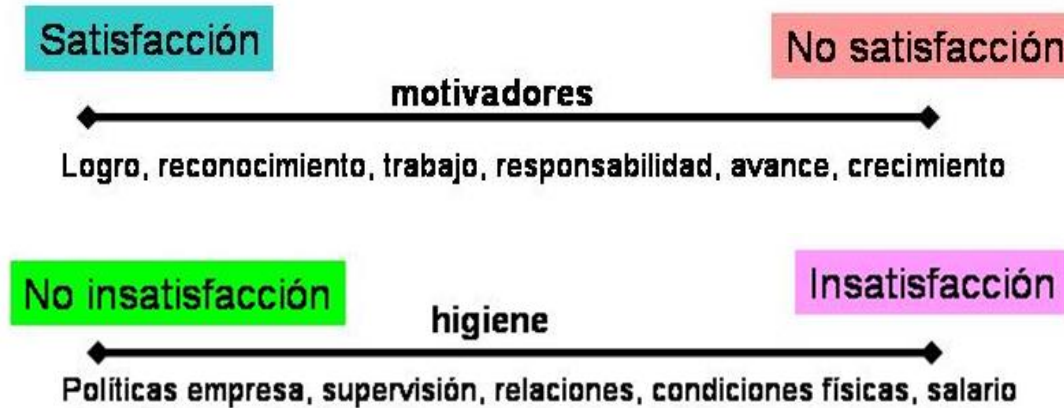 Satisfacción
No satisfacción
motivadores
Logro, reconocimiento, trabajo, responsabilidad, avance, crecimiento
No insatisfacción
Insatisfacción
higiene
Políticas empresa, supervisión, relaciones, condiciones físicas, salario